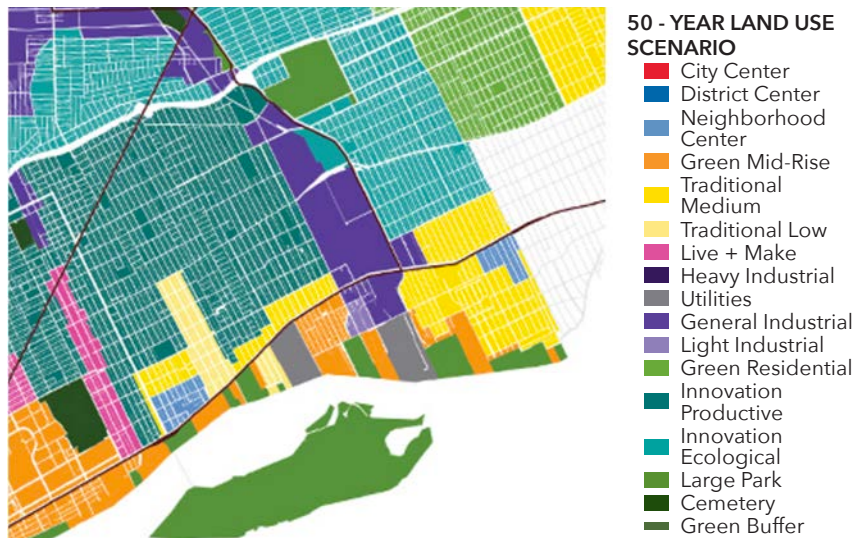 50 - YEAR LAND USE
SCENARIO
City Center
District Center
Neighborhood
Center
Green Mid-Rise
Traditional
Medium
Traditional Low
Live + Make
Heavy Industrial
Utilities
General Industrial
Light Industrial
Green Residential
Innovation
Productive
Innovation
Ecological
Large Park
Cemetery
Green Buffer